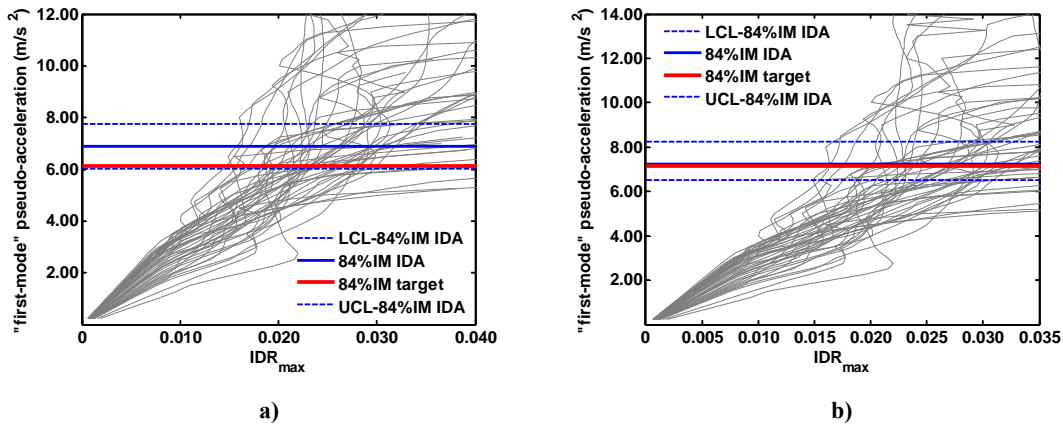 "first-mode" pseudo-acceleration (m/s 2)
12.00
10.00
8.00
6.00
4.00
2.00
0
0.010
0.020
0.030
0.040
IDRmax
LCL-84%IM IDA
84%IM IDA
84%IM target
UCL-84%IM IDA
a)
"first-mode" pseudo-acceleration (m/s 2)
14.00
12.00
10.00
8.00
6.00
4.00
2.00
0
0.005
0.010
0.015
0.020
0.025
0.030
0.035
IDRmax
LCL-84%IM IDA
84%IM IDA
84%IM target
UCL-84%IM IDA
b)